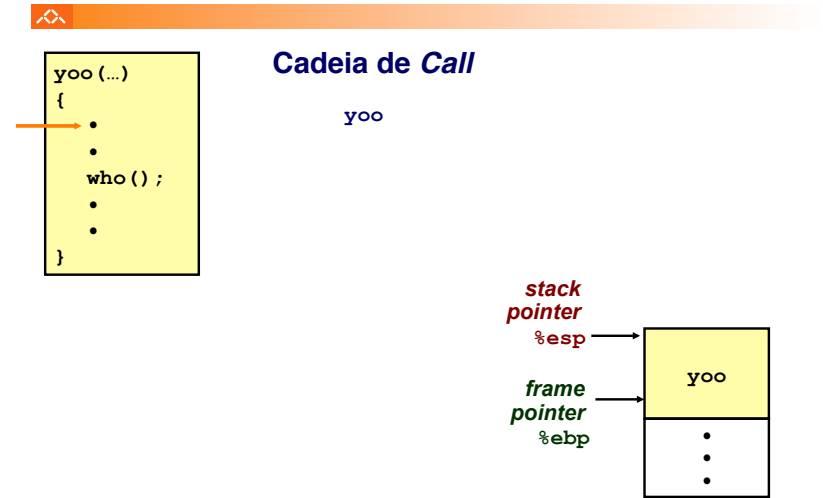 Cadeia de Call
yoo(…)
{
•
•
who();
•
•
}
yoo
stack
pointer
%esp
frame
pointer
%ebp
yoo
•
•
•